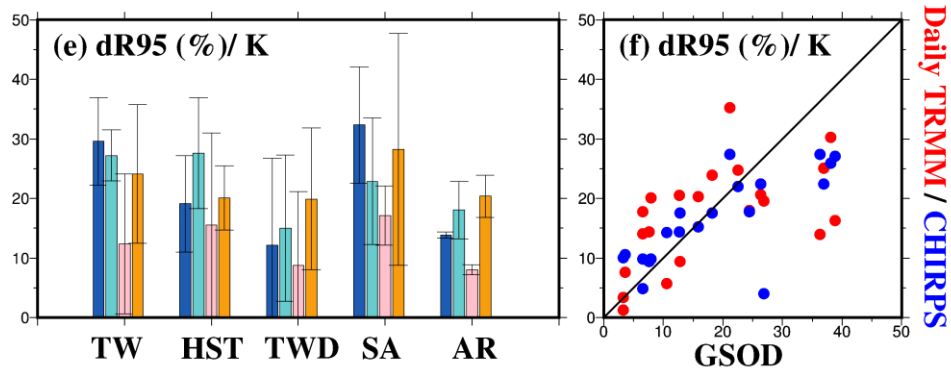 (e) dR95 (%)/ K
50
40
30
20
10
0
TW HST TWD SA AR
(f) dR95 (%)/ K
50
40
30
20
10
0
0 10 20 30 40 50
GSOD
Daily TRMM / CHIRPS